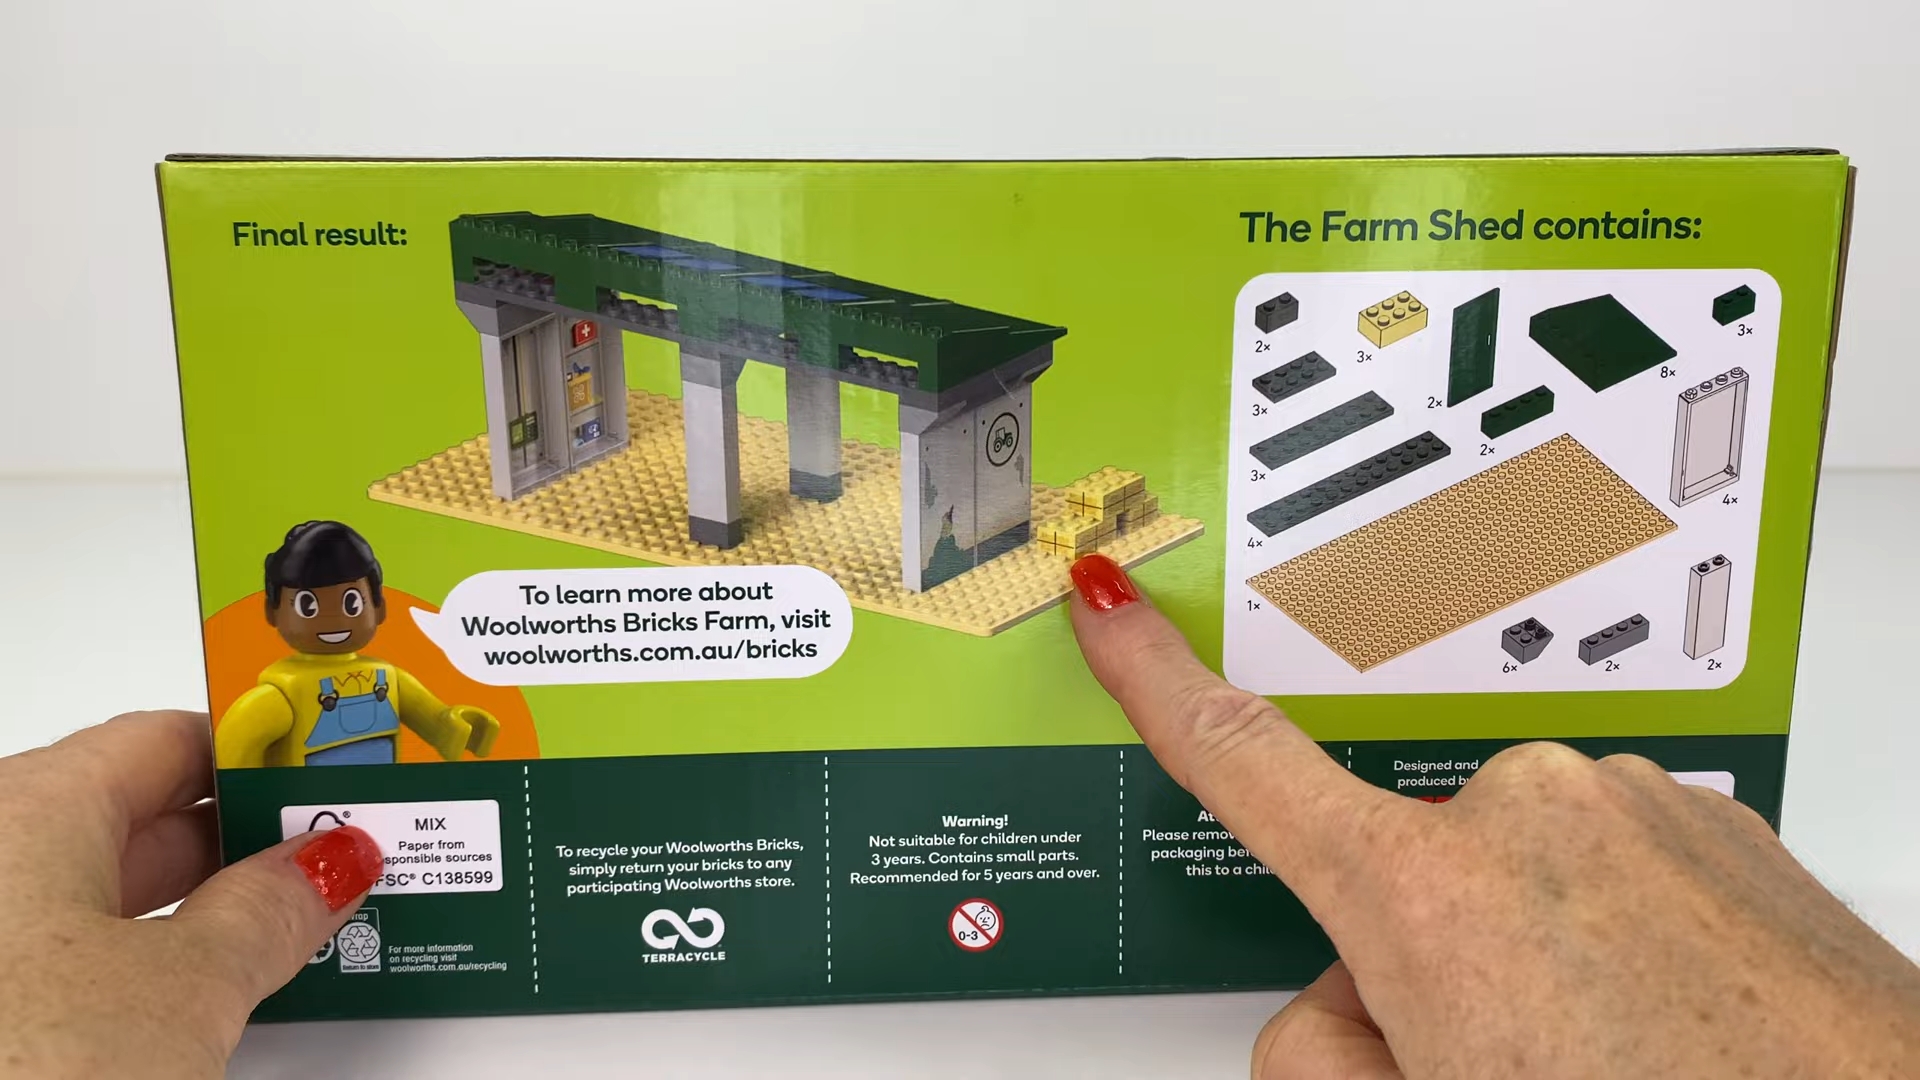 Final result:
The Farm Shed contains:
2×
3×
2×
8×
3×
3×
3×
2×
4×
4×
1×
6×
2×
2×
To learn more about
Woolworths Bricks Farm, visit
woolworths.com.au/bricks
MIX
Paper from
sponsible sources
FSC® C138599
For more information
on recycling visit
woolworths.com.au/recycling
To recycle your Woolworths Bricks,
simply return your bricks to any
participating Woolworths store.
TERRACYCLE
Warning!
Not suitable for children under
3 years. Contains small parts.
Recommended for 5 years and over.
0-3
Please remov
packaging be
this to a chil
Designed and
produced by